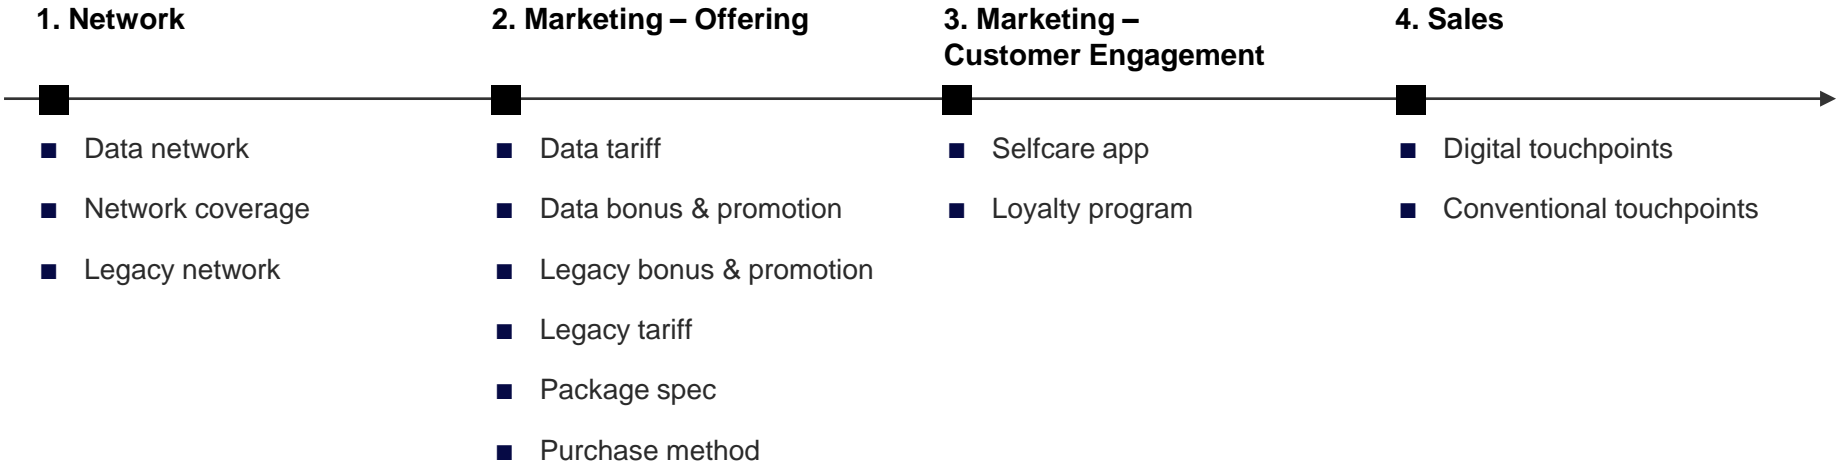 1. Network
Data network
Network coverage
Legacy network
2. Marketing – Offering
Data tariff
Data bonus & promotion
Legacy bonus & promotion
Legacy tariff
Package spec
Purchase method
3. Marketing –
Customer Engagement
Selfcare app
Loyalty program
4. Sales
Digital touchpoints
Conventional touchpoints